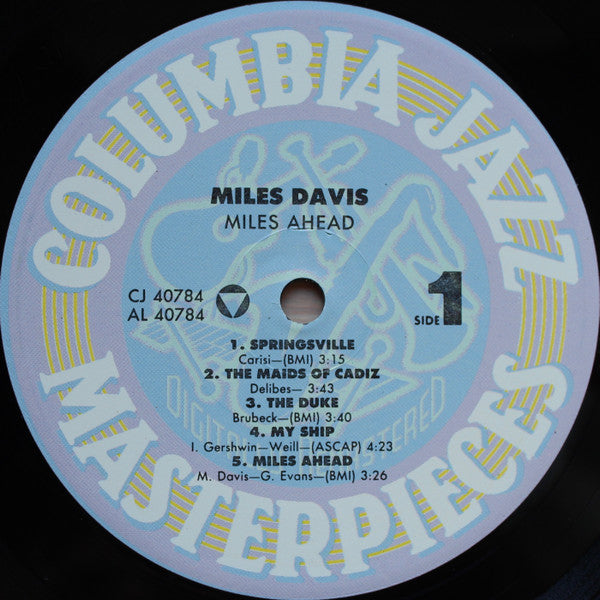 COLUMBIA JAZZ
MILES DAVIS
MILES AHEAD
CJ 40784
AL 40784
SIDE 1
1. SPRINGSVILLE
Carisi—(BMI) 3:15
2. THE MAIDS OF CADIZ
Delibes— 3:43
3. THE DUKE
Brubeck—(BMI) 3:40
4. MY SHIP
I. Gershwin—Weill—(ASCAP) 4:23
5. MILES AHEAD
M. Davis—G. Evans—(BMI) 3:26
MASTERPIECES